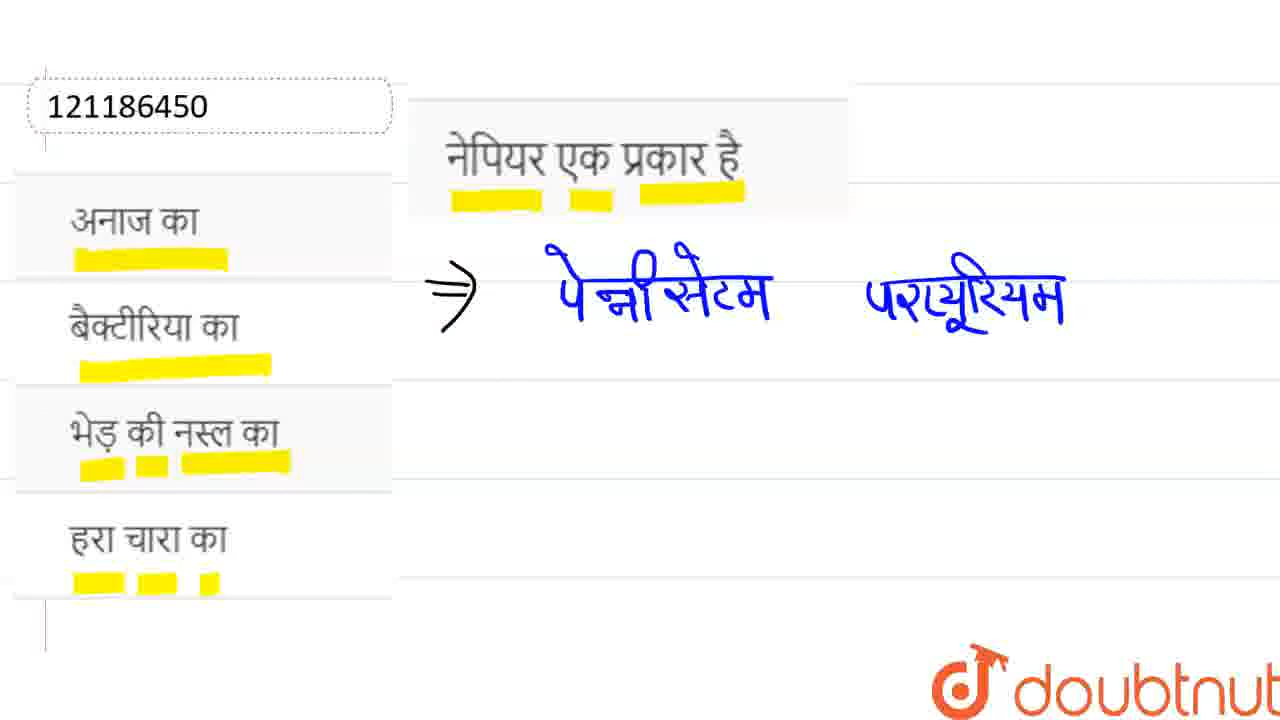 121186450
नेपियर एक प्रकार है
अनाज का
बैक्टीरिया का
भेड़ की नस्ल का
हरा चारा का
⇒ पेन्नीसेटम परप्यूरियम
doubtnut